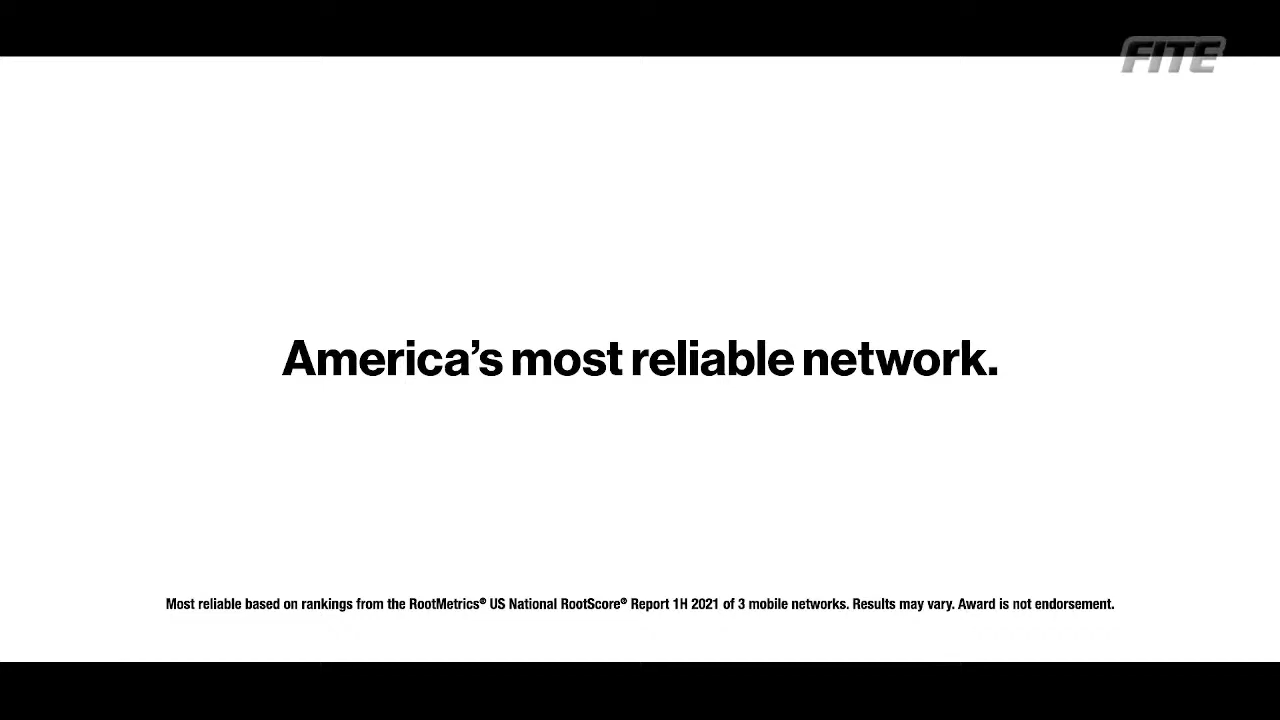 FITE
America’s most reliable network.
Most reliable based on rankings from the RootMetrics® US National RootScore® Report 1H 2021 of 3 mobile networks. Results may vary. Award is not endorsement.